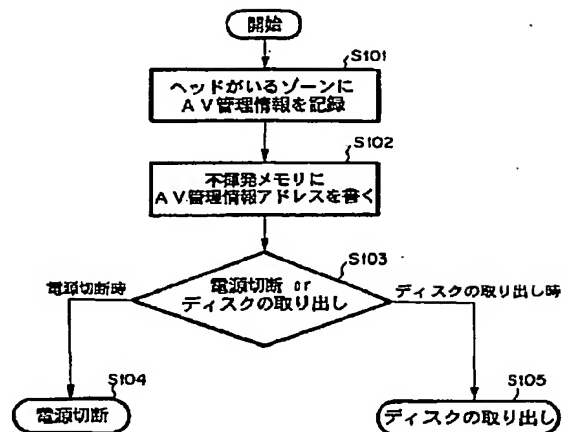 開始
S101
ヘッドがいるゾーンに
AV管理情報を記録
S102
不揮発メモリに
AV管理情報アドレスを書く
S103
電源切断 or
ディスクの取り出し
電源切断時
ディスクの取り出し時
S104
電源切断
S105
ディスクの取り出し